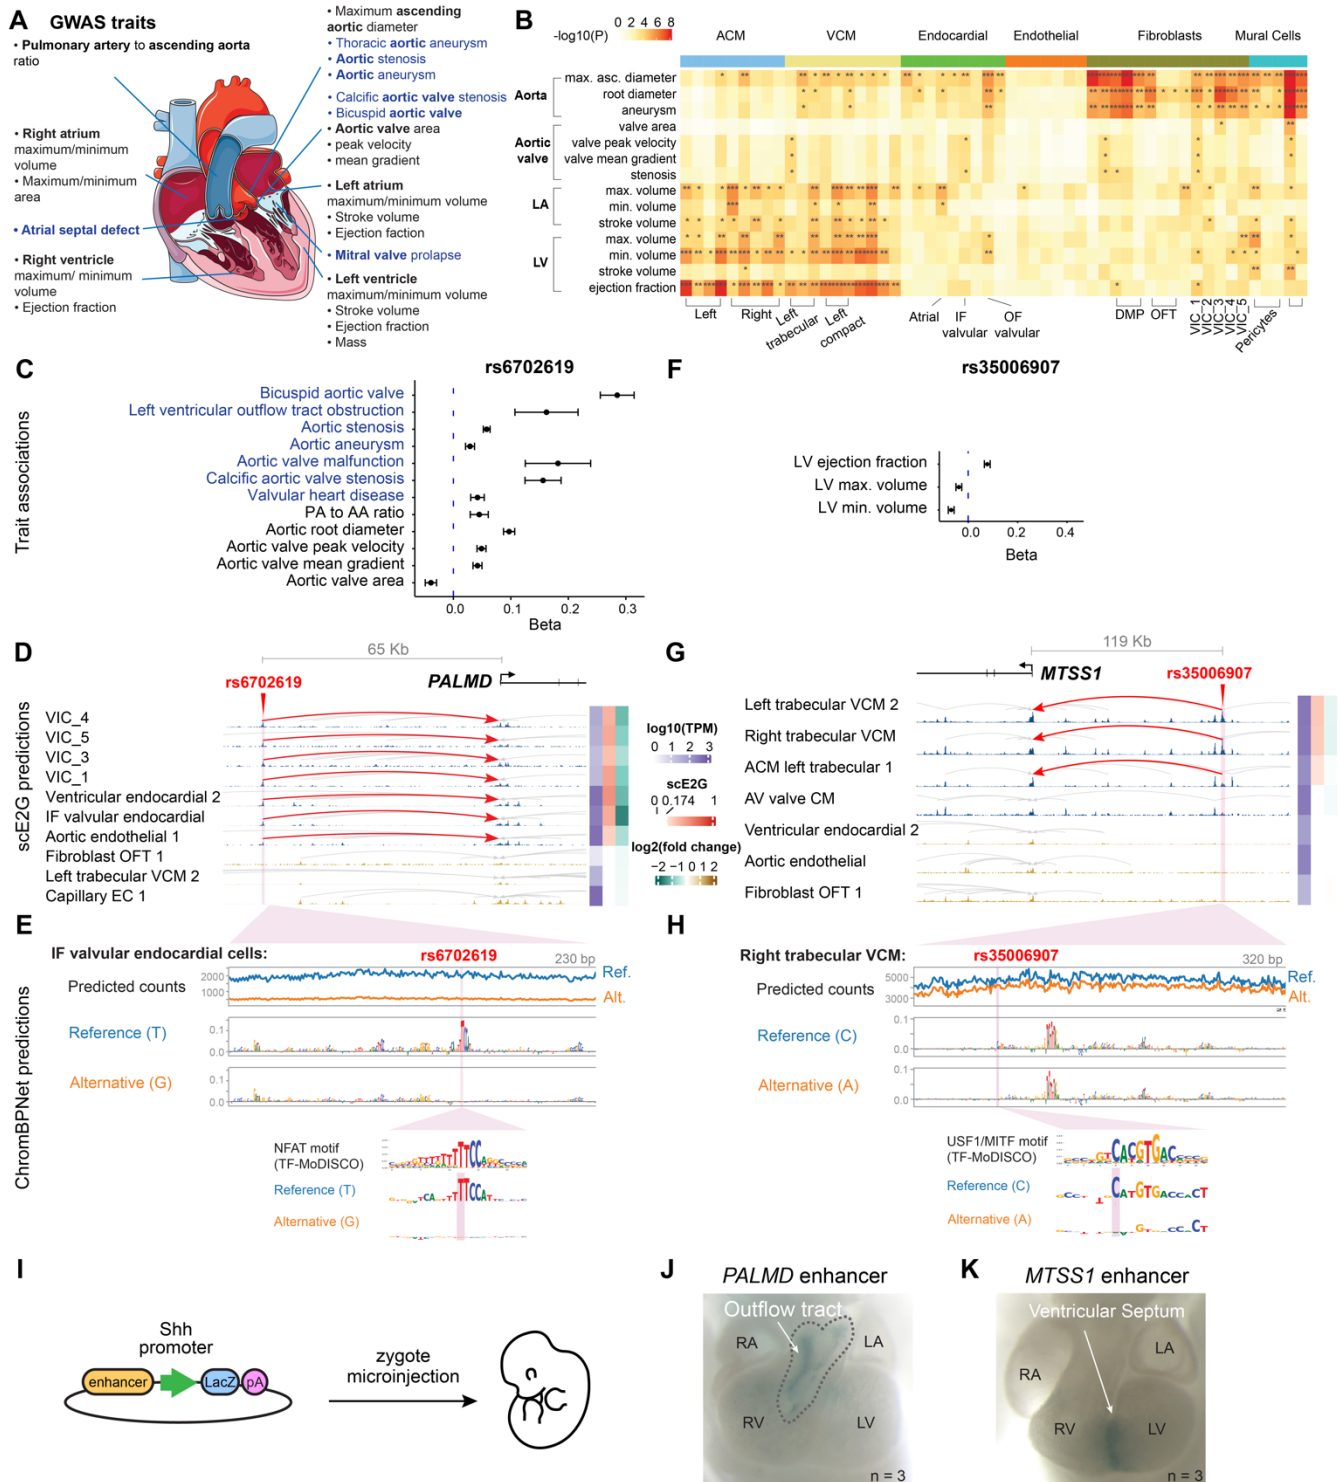 A
GWAS traits
• Pulmonary artery to ascending aorta
ratio
• Right atrium
maximum/minimum
volume
• Maximum/minimum
area
• Atrial septal defect
• Right ventricle
maximum/ minimum
volume
• Ejection fraction
• Maximum ascending
aortic diameter
• Thoracic aortic aneurysm
• Aortic stenosis
• Aortic aneurysm
• Calcific aortic valve stenosis
• Bicuspid aortic valve
• Aortic valve area
• peak velocity
• mean gradient
• Left atrium
maximum/minimum volume
• Stroke volume
• Ejection faction
• Mitral valve prolapse
• Left ventricle
maximum/minimum volume
• Stroke volume
• Ejection fraction
• Mass
B
-log10(P)
0 2 4 6 8
ACM
VCM
Endocardial
Endothelial
Fibroblasts
Mural Cells
Aorta
max. asc. diameter
root diameter
aneurysm
Aortic
valve
valve area
valve peak velocity
valve mean gradient
stenosis
LA
max. volume
min. volume
stroke volume
LV
max. volume
min. volume
stroke volume
ejection fraction
Left
Right
Left
trabecular
Left
compact
Atrial
IF
valvular
OF
valvular
DMP
OFT
VIC_1
VIC_2
VIC_3
VIC_4
VIC_5
Pericytes
C
rs6702619
Trait associations
Bicuspid aortic valve
Left ventricular outflow tract obstruction
Aortic stenosis
Aortic aneurysm
Aortic valve malfunction
Calcific aortic valve stenosis
Valvular heart disease
PA to AA ratio
Aortic root diameter
Aortic valve peak velocity
Aortic valve mean gradient
Aortic valve area
0.0 0.1 0.2 0.3
Beta
F
rs35006907
LV ejection fraction
LV max. volume
LV min. volume
0.0 0.2 0.4
Beta
D
65 Kb
rs6702619
PALMD
scE2G predictions
VIC_4
VIC_5
VIC_3
VIC_1
Ventricular endocardial 2
IF valvular endocardial
Aortic endothelial 1
Fibroblast OFT 1
Left trabecular VCM 2
Capillary EC 1
log10(TPM)
0 1 2 3
scE2G
0 0.174 1
log2(fold change)
−2 −1 0 1 2
G
119 Kb
MTSS1
rs35006907
Left trabecular VCM 2
Right trabecular VCM
ACM left trabecular 1
AV valve CM
Ventricular endocardial 2
Aortic endothelial
Fibroblast OFT 1
E
ChromBPNet predictions
IF valvular endocardial cells:
rs6702619
230 bp
Predicted counts
2000
1000
Ref.
Alt.
Reference (T)
0.1
0.0
Alternative (G)
0.1
0.0
NFAT motif
(TF-MoDISCO)
Reference (T)
Alternative (G)
H
Right trabecular VCM:
rs35006907
320 bp
Predicted counts
5000
3000
Ref.
Alt.
Reference (C)
0.1
0.0
Alternative (A)
0.1
0.0
USF1/MITF motif
(TF-MoDISCO)
Reference (C)
Alternative (A)
I
Shh
promoter
enhancer
LacZ
pA
zygote
microinjection
J
PALMD enhancer
Outflow tract
RA
LA
RV
LV
n = 3
K
MTSS1 enhancer
Ventricular Septum
RA
LA
RV
LV
n = 3